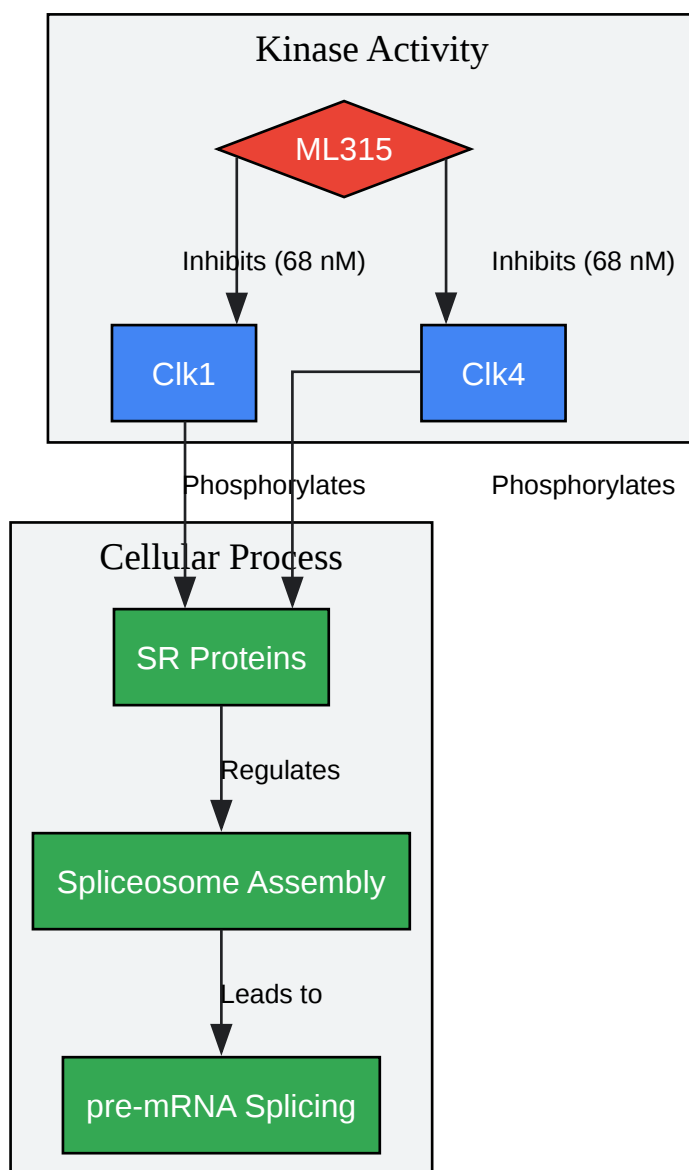 Kinase Activity
ML315
Inhibits (68 nM)
Inhibits (68 nM)
Clk1
Clk4
Phosphorylates
Phosphorylates
Cellular Process
SR Proteins
Regulates
Spliceosome Assembly
Leads to
pre-mRNA Splicing